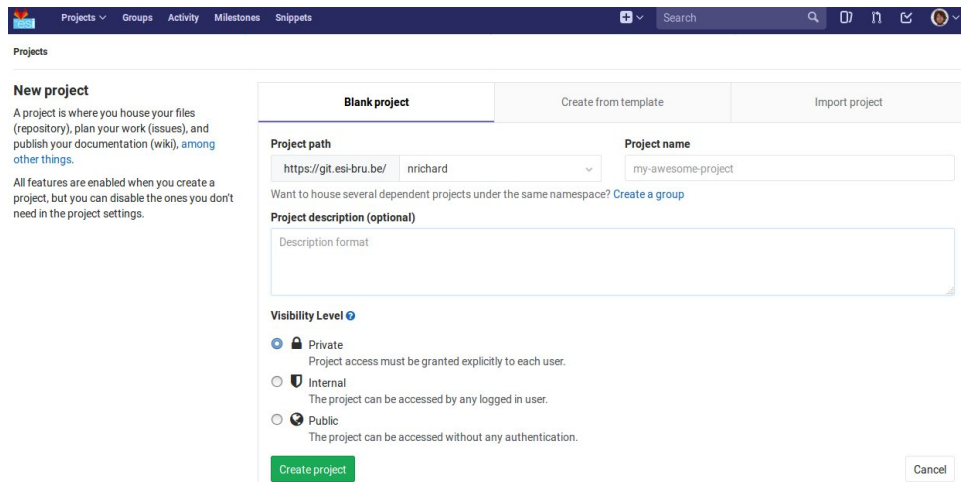 esi
Projects Groups Activity Milestones Snippets Search
Projects
New project
A project is where you house your files
(repository), plan your work (issues), and
publish your documentation (wiki), among
other things.
All features are enabled when you create a
project, but you can disable the ones you don't
need in the project settings.
Blank project Create from template Import project
Project path Project name
https://git.esi-bru.be/ nrichard my-awesome-project
Want to house several dependent projects under the same namespace? Create a group
Project description (optional)
Description format
Visibility Level ?
Private
Project access must be granted explicitly to each user.
Internal
The project can be accessed by any logged in user.
Public
The project can be accessed without any authentication.
Create project Cancel